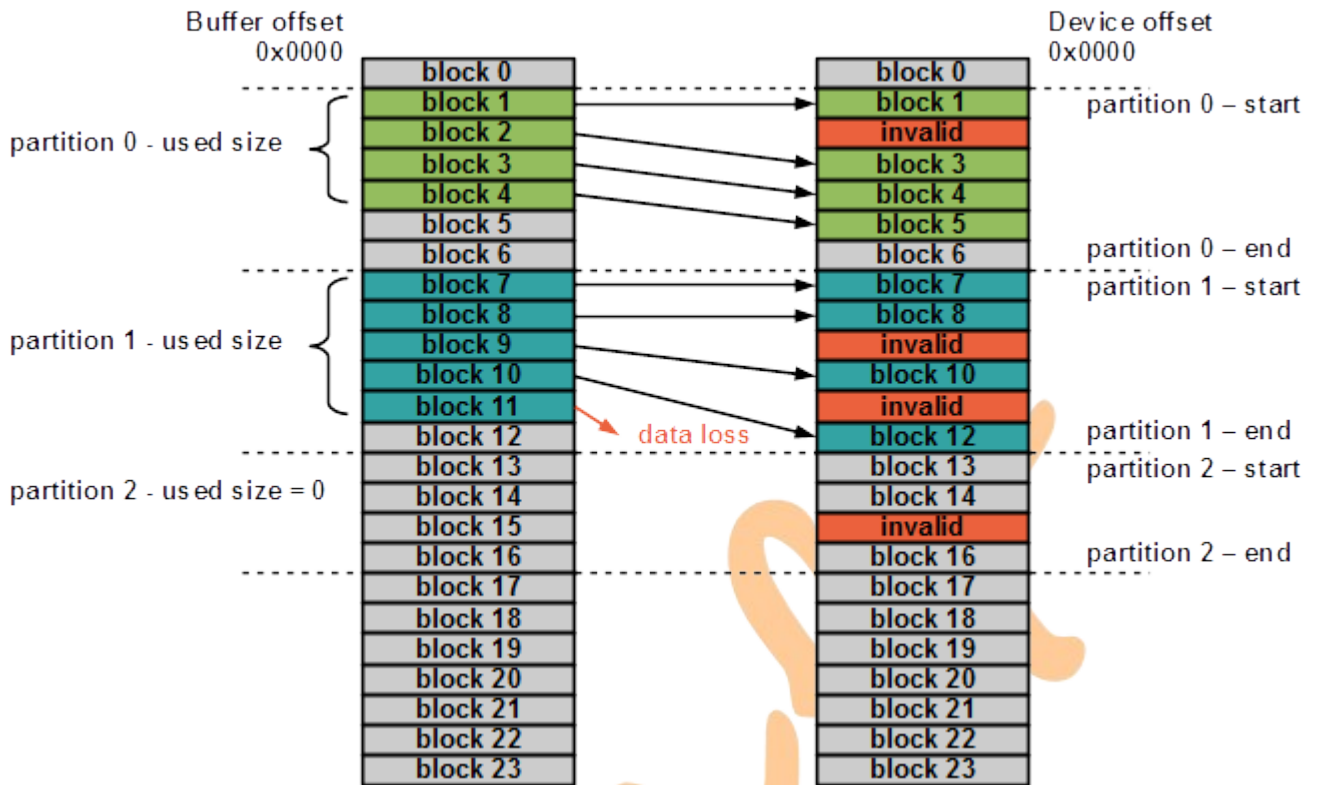 Buffer offset
0x0000
Device offset
0x0000
block 0
block 0
block 1
block 1
partition 0 – start
partition 0 - used size
block 2
invalid
block 3
block 3
block 4
block 4
block 5
block 5
block 6
block 6
partition 0 – end
block 7
block 7
partition 1 – start
block 8
block 8
partition 1 - used size
block 9
invalid
block 10
block 10
block 11
invalid
data loss
block 12
block 12
partition 1 – end
block 13
block 13
partition 2 – start
partition 2 - used size = 0
block 14
block 14
block 15
invalid
block 16
block 16
partition 2 – end
block 17
block 17
block 18
block 18
block 19
block 19
block 20
block 20
block 21
block 21
block 22
block 22
block 23
block 23